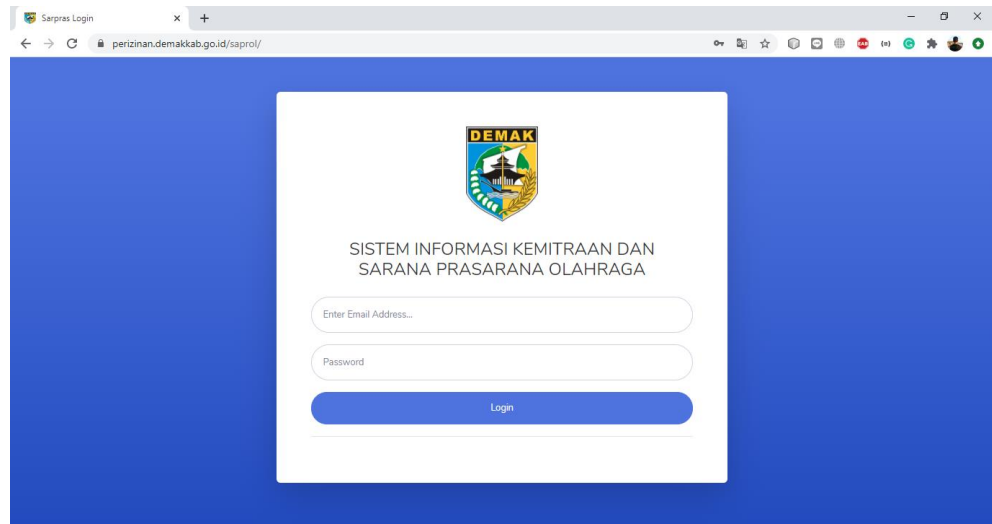 Sarpras Login
perizinan.demakkab.go.id/saprol/
DEMAK
SISTEM INFORMASI KEMITRAAN DAN
SARANA PRASARANA OLAHRAGA
Enter Email Address...
Password
Login